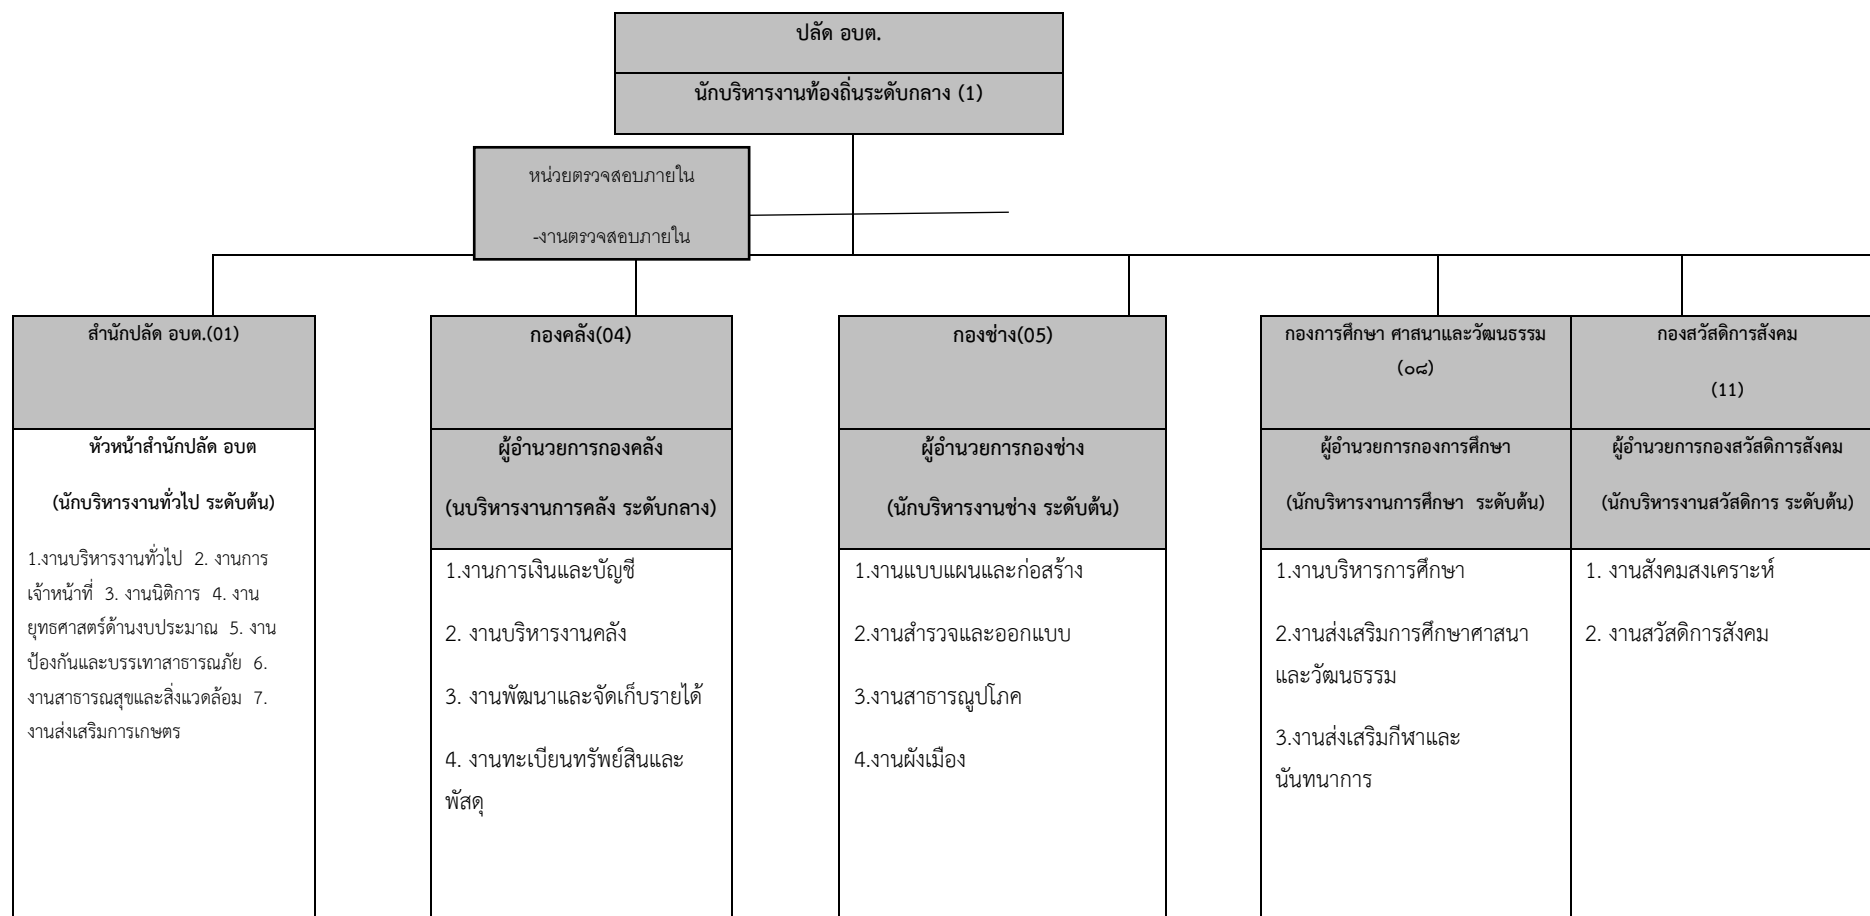 ปลัด อบต.
นักบริหารงานท้องถิ่นระดับกลาง (1)
หน่วยตรวจสอบภายใน
-งานตรวจสอบภายใน
สำนักปลัด อบต.(01)
หัวหน้าสำนักปลัด อบต
(นักบริหารงานทั่วไป ระดับต้น)
1.งานบริหารงานทั่วไป 2. งานการ
เจ้าหน้าที่ 3. งานนิติการ 4. งาน
ยุทธศาสตร์ด้านงบประมาณ 5. งาน
ป้องกันและบรรเทาสาธารณภัย 6.
งานสาธารณสุขและสิ่งแวดล้อม 7.
งานส่งเสริมการเกษตร
กองคลัง(04)
ผู้อำนวยการกองคลัง
(นบริหารงานการคลัง ระดับกลาง)
1.งานการเงินและบัญชี
2. งานบริหารงานคลัง
3. งานพัฒนาและจัดเก็บรายได้
4. งานทะเบียนทรัพย์สินและ
พัสดุ
กองช่าง(05)
ผู้อำนวยการกองช่าง
(นักบริหารงานช่าง ระดับต้น)
1.งานแบบแผนและก่อสร้าง
2.งานสำรวจและออกแบบ
3.งานสาธารณูปโภค
4.งานผังเมือง
กองการศึกษา ศาสนาและวัฒนธรรม
(๐๘)
ผู้อำนวยการกองการศึกษา
(นักบริหารงานการศึกษา ระดับต้น)
1.งานบริหารการศึกษา
2.งานส่งเสริมการศึกษาศาสนา
และวัฒนธรรม
3.งานส่งเสริมกีฬาและ
นันทนาการ
กองสวัสดิการสังคม
(11)
ผู้อำนวยการกองสวัสดิการสังคม
(นักบริหารงานสวัสดิการ ระดับต้น)
1. งานสังคมสงเคราะห์
2. งานสวัสดิการสังคม